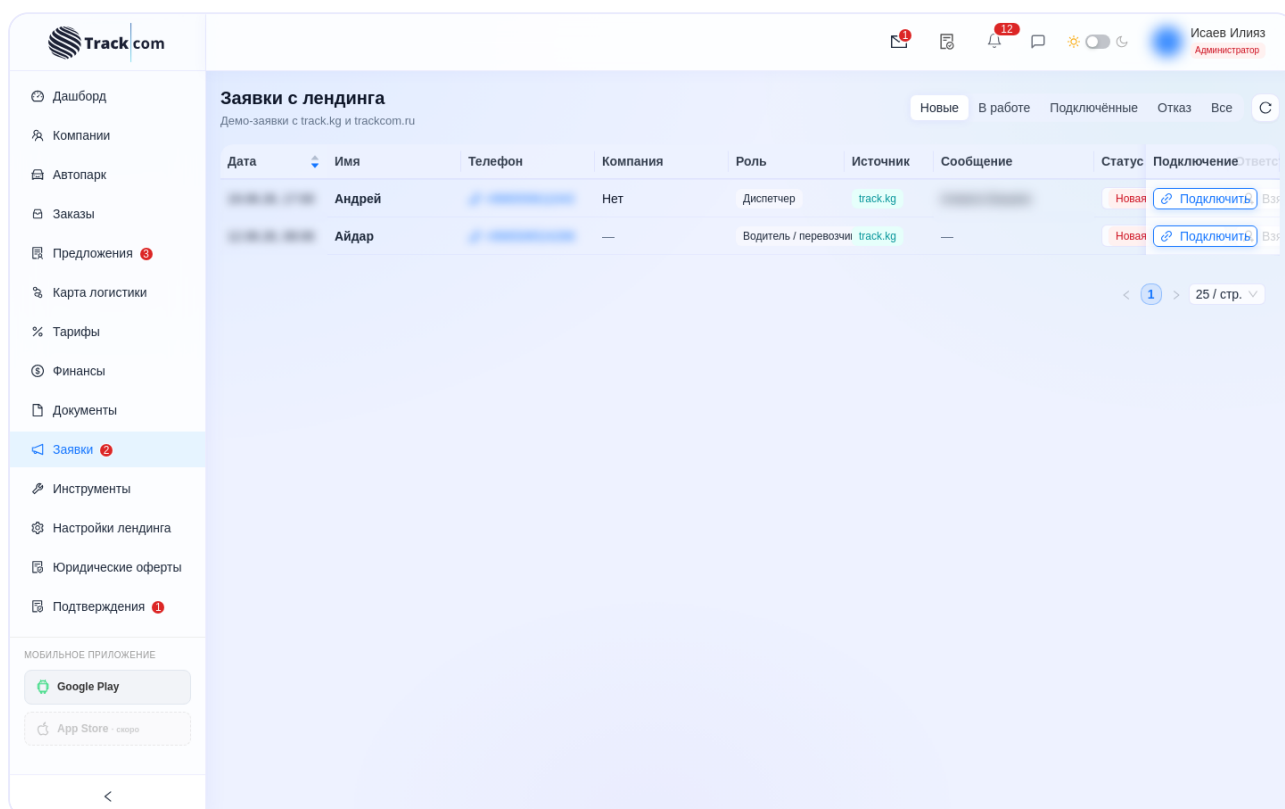 Track com
1
12
Исаев Илияз
Администратор
Дашборд
Компании
Автопарк
Заказы
Предложения 3
Карта логистики
Тарифы
Финансы
Документы
Заявки 2
Инструменты
Настройки лендинга
Юридические оферты
Подтверждения 1
МОБИЛЬНОЕ ПРИЛОЖЕНИЕ
Google Play
App Store · скоро
Заявки с лендинга
Демо-заявки с track.kg и trackcom.ru
Новые В работе Подключённые Отказ Все
Дата Имя Телефон Компания Роль Источник Сообщение Статус Подключение
Андрей Нет Диспетчер track.kg Новая Подключить
Айдар — Водитель / перевозчи track.kg — Новая Подключить
1 25 / стр.